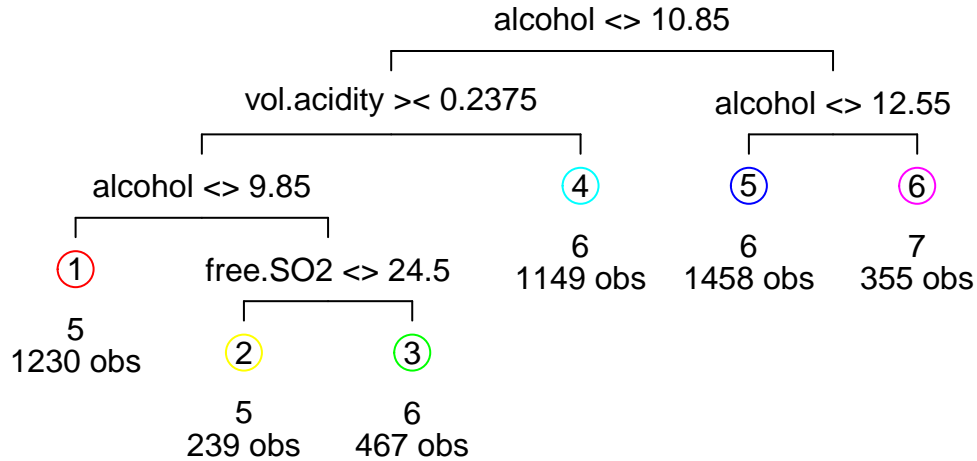 alcohol <> 10.85
vol.acidity >< 0.2375
alcohol <> 12.55
alcohol <> 9.85
4
5
6
1
free.SO2 <> 24.5
6
1149 obs
6
1458 obs
7
355 obs
5
1230 obs
2
3
5
239 obs
6
467 obs